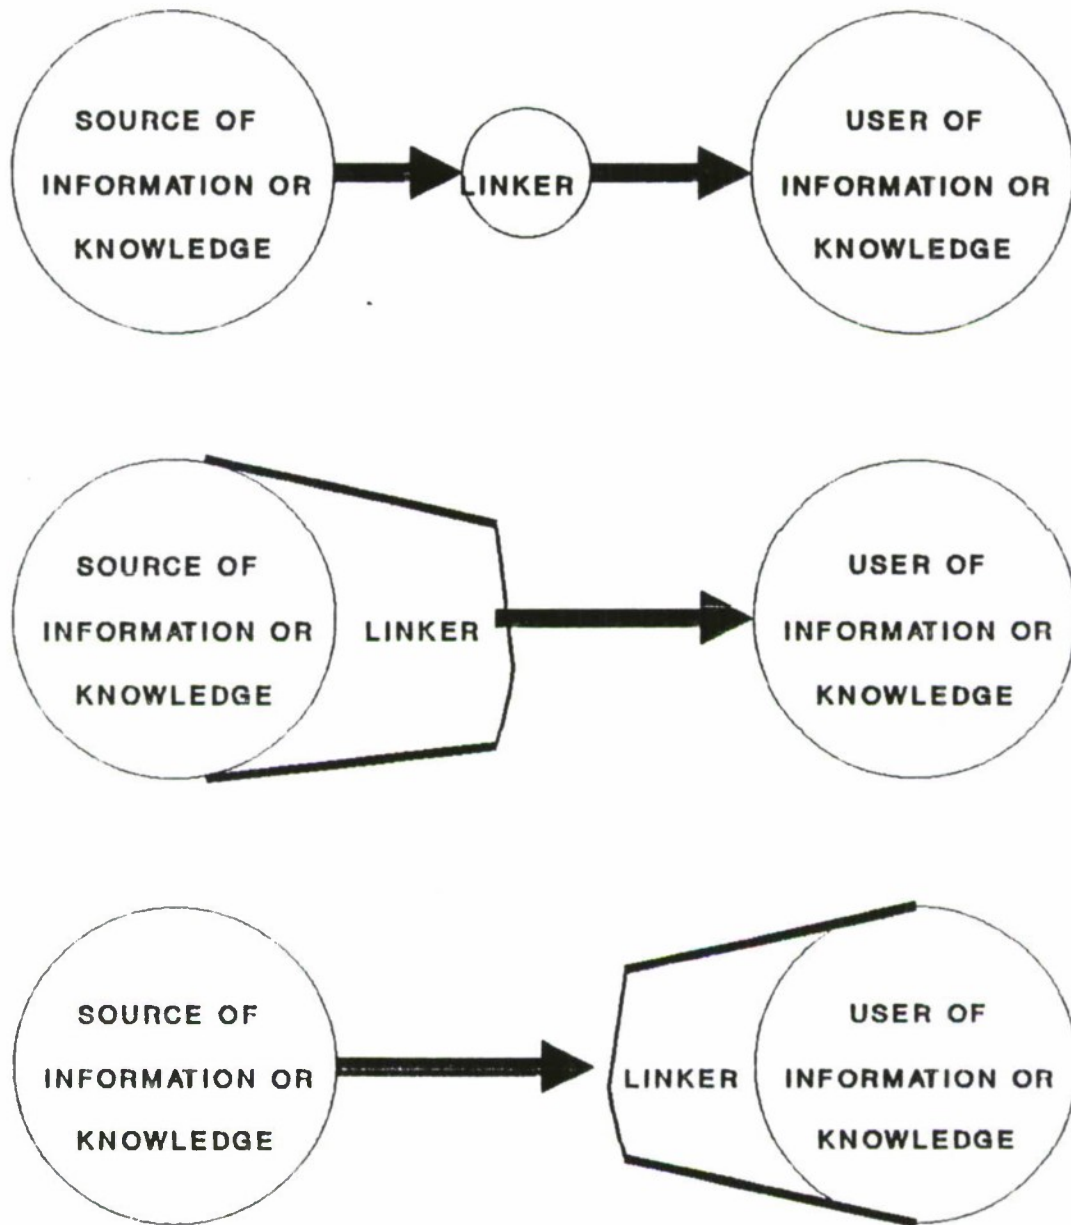 SOURCE OF
INFORMATION OR
KNOWLEDGE
LINKER
USER OF
INFORMATION OR
KNOWLEDGE
SOURCE OF
INFORMATION OR
KNOWLEDGE
LINKER
USER OF
INFORMATION OR
KNOWLEDGE
SOURCE OF
INFORMATION OR
KNOWLEDGE
LINKER
USER OF
INFORMATION OR
KNOWLEDGE